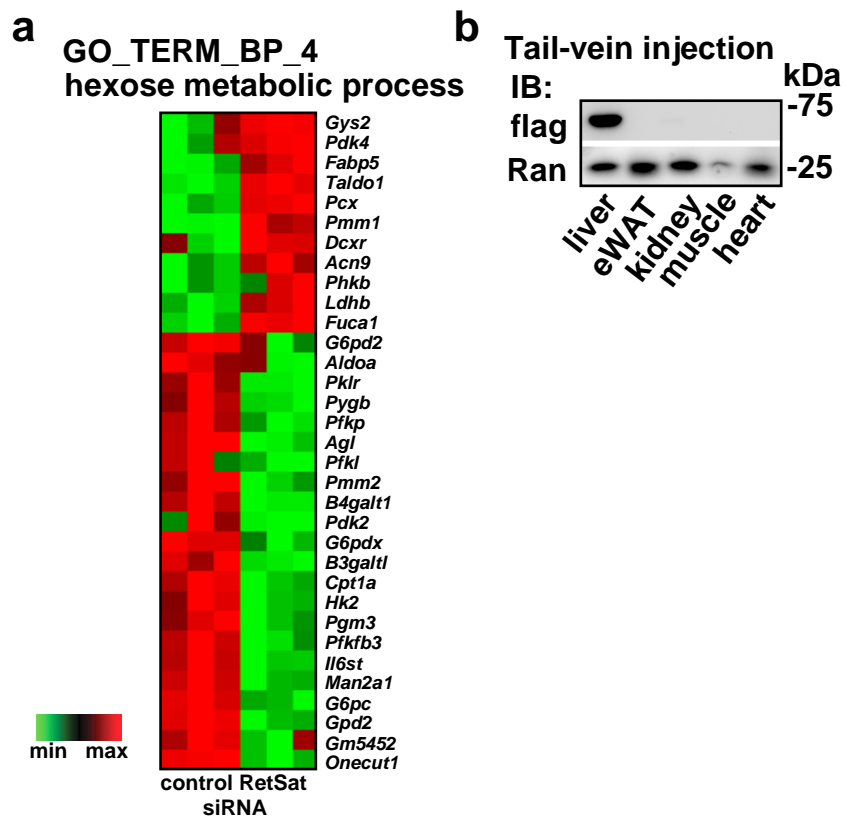 a
GO_TERM_BP_4
hexose metabolic process
Gys2
Pdk4
Fabp5
Taldo1
Pcx
Pmm1
Dcxr
Acn9
Phkb
Ldhb
Fuca1
G6pd2
Aldoa
Pklr
Pygb
Pfkp
Agl
Pfkl
Pmm2
B4galt1
Pdk2
G6pdx
B3galtl
Cpt1a
Hk2
Pgm3
Pfkfb3
Il6st
Man2a1
G6pc
Gpd2
Gm5452
Onecut1
min max
control RetSat
siRNA
b
Tail-vein injection
IB:
kDa
flag
-75
Ran
-25
liver
eWAT
kidney
muscle
heart